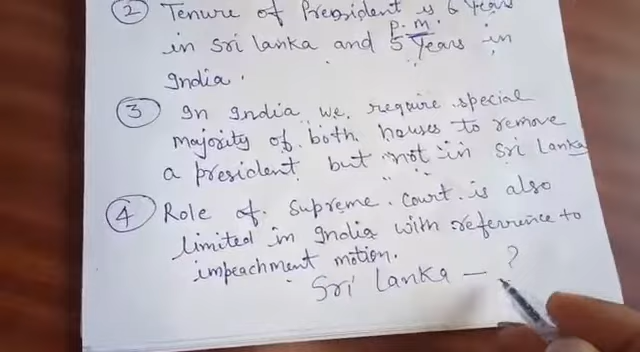 ② Tenure of President is 6 years
P.M.
in Sri Lanka and 5 years in
India.
③ In India we require special
majority of both houses to remove
a president but not in Sri Lanka
④ Role of Supreme Court is also
limited in India with reference to
impeachment motion.
Sri Lanka — ?